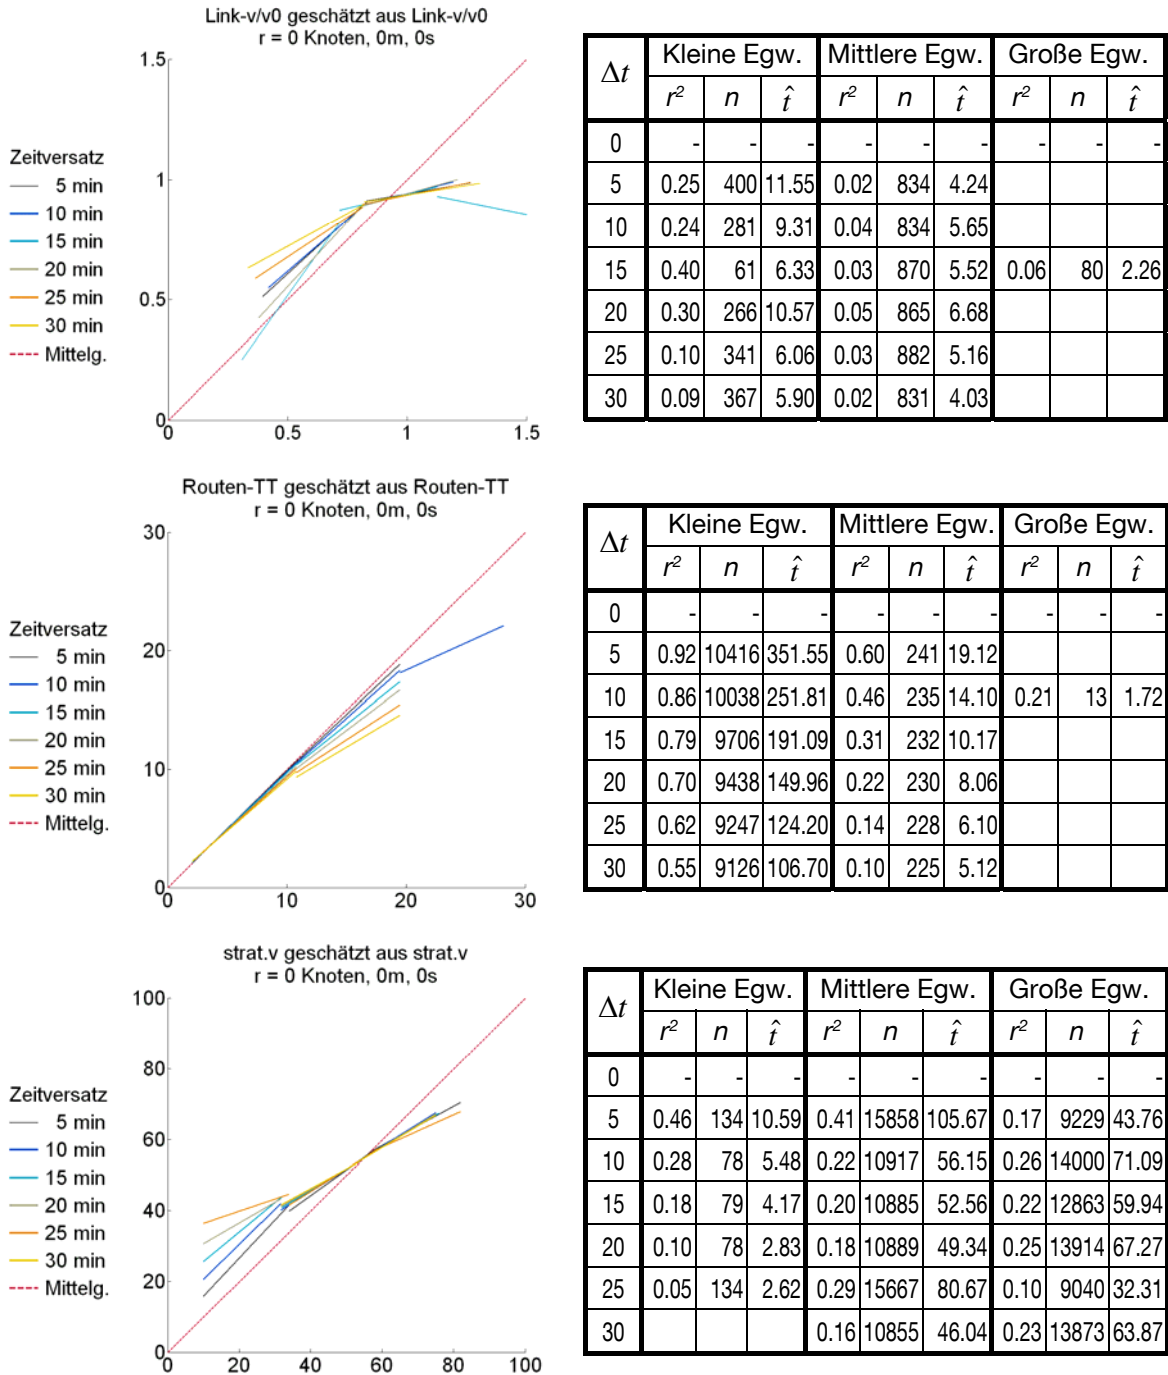 Link-v/v0 geschätzt aus Link-v/v0
r = 0 Knoten, 0m, 0s
1.5
1
0.5
0
0 0.5 1 1.5
Zeitversatz
5 min
10 min
15 min
20 min
25 min
30 min
Mittelg.
Δt Kleine Egw. Mittlere Egw. Große Egw.
r² n t̂ r² n t̂ r² n t̂
0 - - - - - - - - -
5 0.25 400 11.55 0.02 834 4.24
10 0.24 281 9.31 0.04 834 5.65
15 0.40 61 6.33 0.03 870 5.52 0.06 80 2.26
20 0.30 266 10.57 0.05 865 6.68
25 0.10 341 6.06 0.03 882 5.16
30 0.09 367 5.90 0.02 831 4.03
Routen-TT geschätzt aus Routen-TT
r = 0 Knoten, 0m, 0s
30
20
10
0
0 10 20 30
Zeitversatz
5 min
10 min
15 min
20 min
25 min
30 min
Mittelg.
Δt Kleine Egw. Mittlere Egw. Große Egw.
r² n t̂ r² n t̂ r² n t̂
0 - - - - - - - - -
5 0.92 10416 351.55 0.60 241 19.12
10 0.86 10038 251.81 0.46 235 14.10 0.21 13 1.72
15 0.79 9706 191.09 0.31 232 10.17
20 0.70 9438 149.96 0.22 230 8.06
25 0.62 9247 124.20 0.14 228 6.10
30 0.55 9126 106.70 0.10 225 5.12
strat.v geschätzt aus strat.v
r = 0 Knoten, 0m, 0s
100
80
60
40
20
0
0 20 40 60 80 100
Zeitversatz
5 min
10 min
15 min
20 min
25 min
30 min
Mittelg.
Δt Kleine Egw. Mittlere Egw. Große Egw.
r² n t̂ r² n t̂ r² n t̂
0 - - - - - - - - -
5 0.46 134 10.59 0.41 15858 105.67 0.17 9229 43.76
10 0.28 78 5.48 0.22 10917 56.15 0.26 14000 71.09
15 0.18 79 4.17 0.20 10885 52.56 0.22 12863 59.94
20 0.10 78 2.83 0.18 10889 49.34 0.25 13914 67.27
25 0.05 134 2.62 0.29 15667 80.67 0.10 9040 32.31
30 0.16 10855 46.04 0.23 13873 63.87